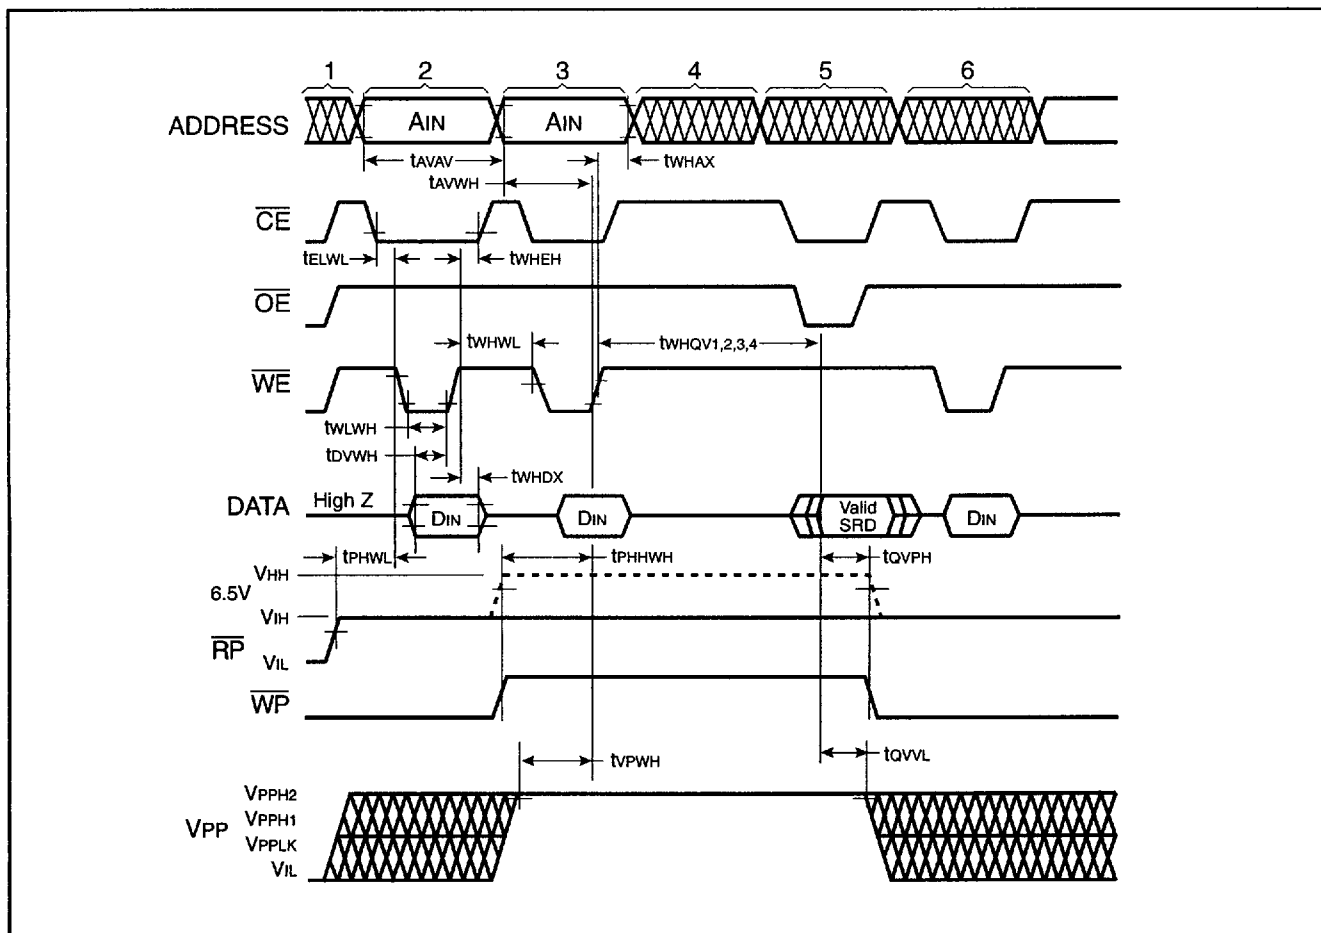 1 2 3 4 5 6
ADDRESS AIN AIN
tAVAV tWHAX
tAVWH
CE
tELWL tWHEH
OE
tWHWL tWHQV1,2,3,4
WE
tWLWH
tDVWH
tWHDX
DATA High Z DIN DIN Valid SRD DIN
tPHWL tPHHWH tQVPH
VHH
6.5V
VIH
RP
VIL
WP
tVPWH tQVVL
VPPH2
VPP VPPH1
VPPLK
VIL